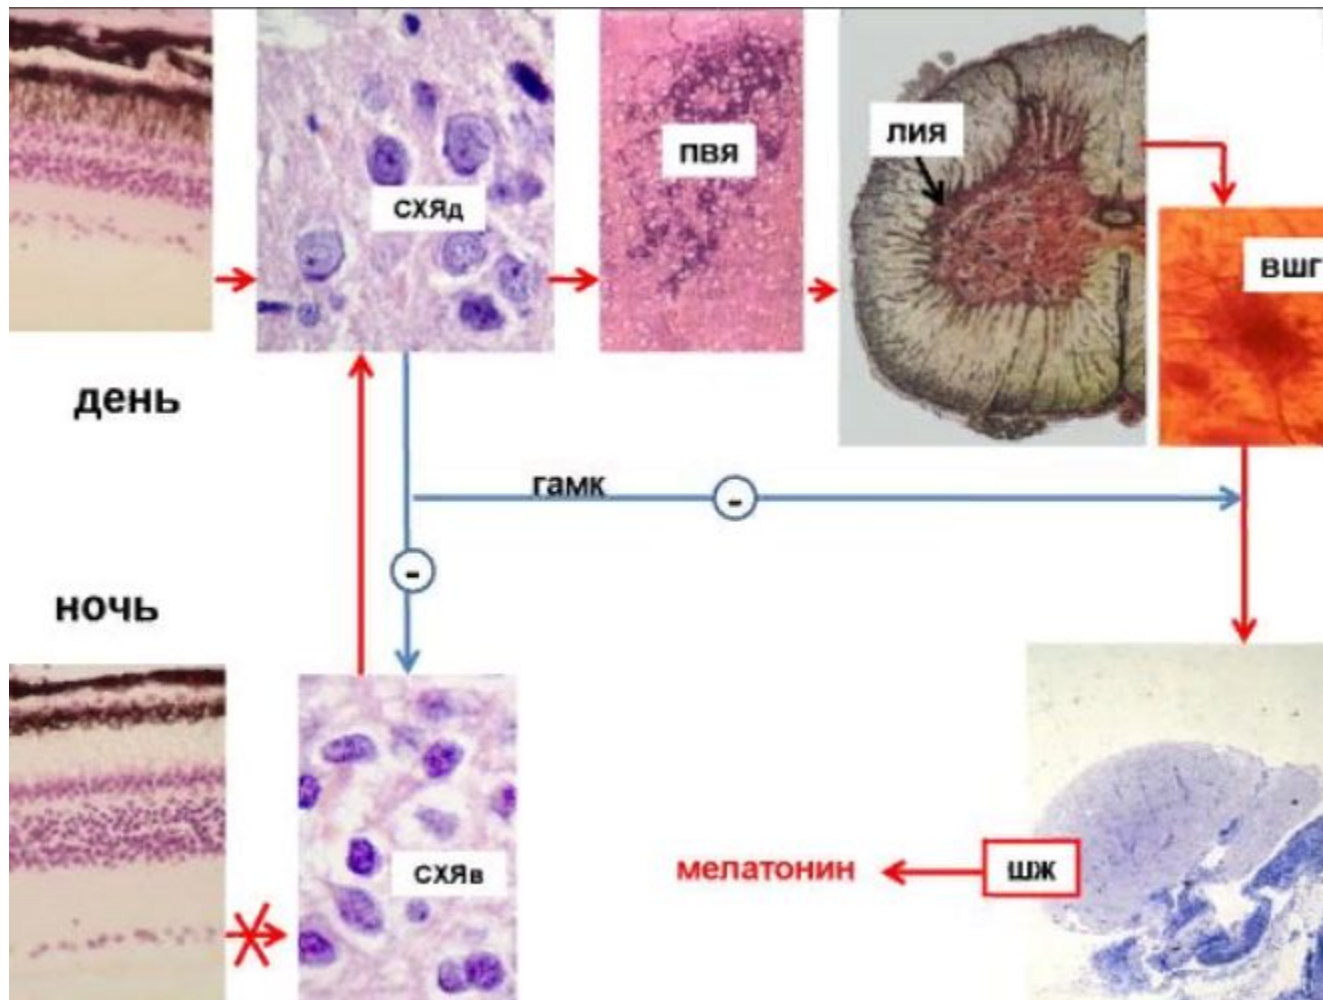 СХЯд
ПВЯ
ЛИЯ
ВШГ
день
гамк
-
-
ночь
СХЯв
мелатонин
ШЖ